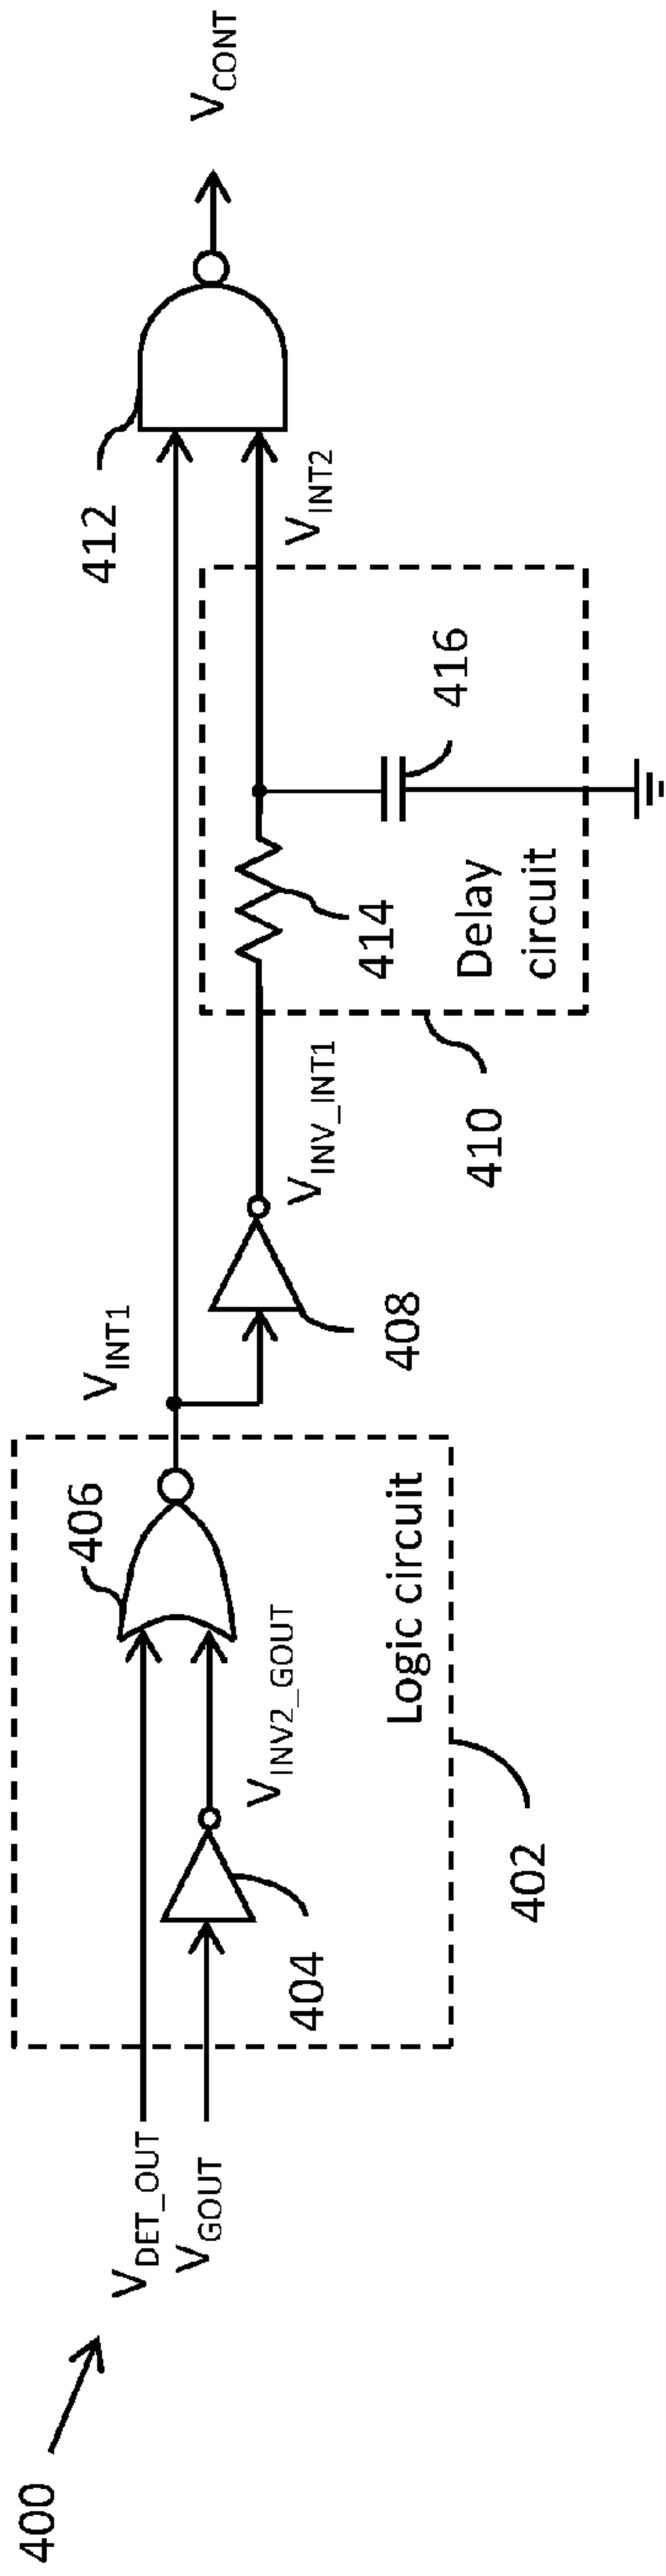 400
V_DET_OUT
V_GOUT
404
V_INV2_GOUT
406
Logic circuit
402
V_INT1
408
V_INV_INT1
410
414
Delay
circuit
416
V_INT2
412
V_CONT